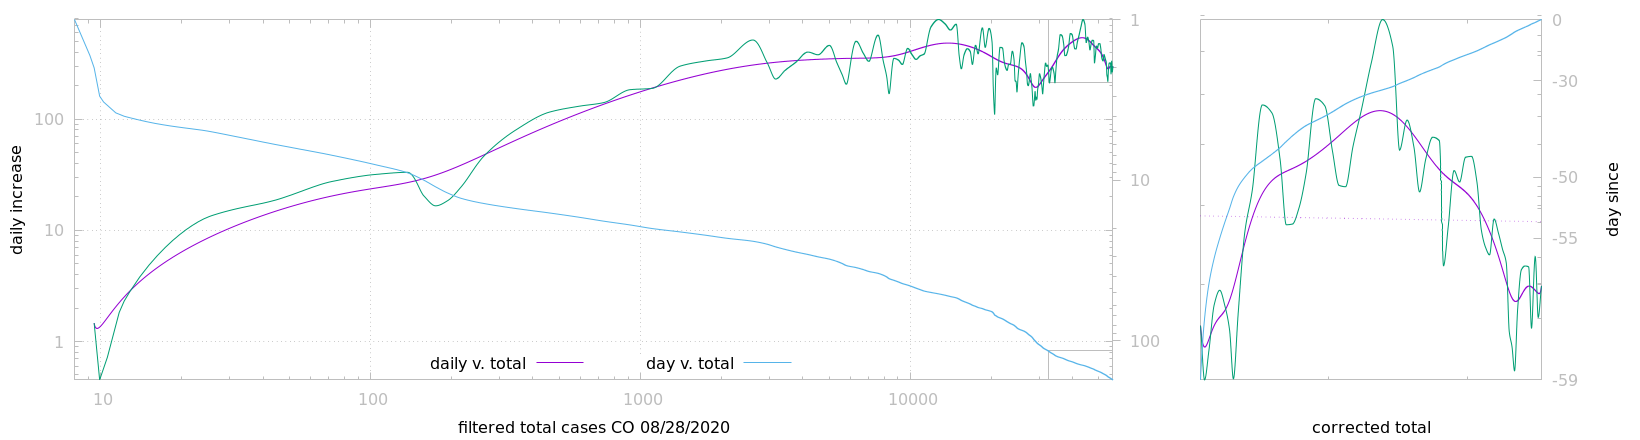 daily increase
100
10
1
10
100
1000
10000
filtered total cases CO 08/28/2020
daily v. total
day v. total
1
10
100
0
-30
-50
-55
-59
day since
corrected total